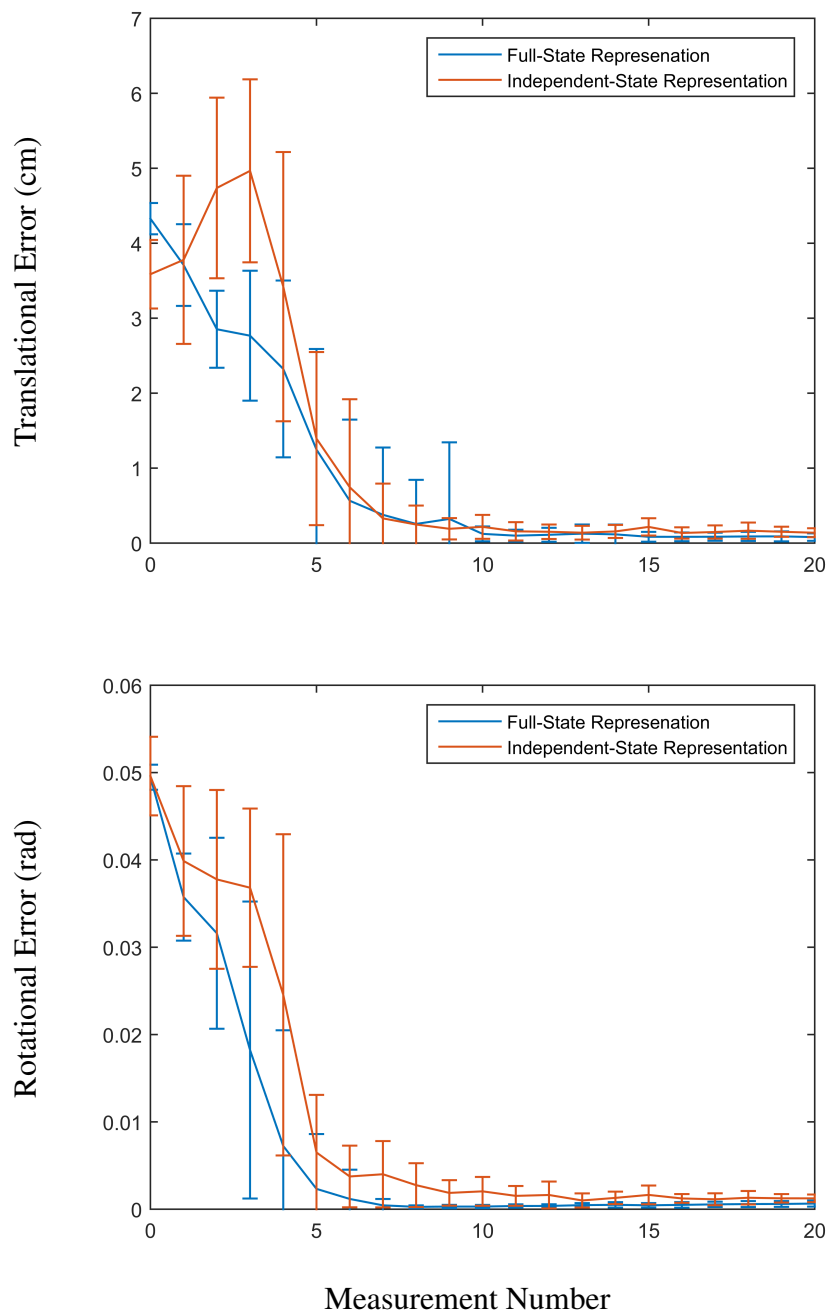 7
6
5
4
3
2
1
0
0 5 10 15 20
Translational Error (cm)
Full-State Represenation
Independent-State Representation
0.06
0.05
0.04
0.03
0.02
0.01
0
0 5 10 15 20
Rotational Error (rad)
Full-State Represenation
Independent-State Representation
Measurement Number